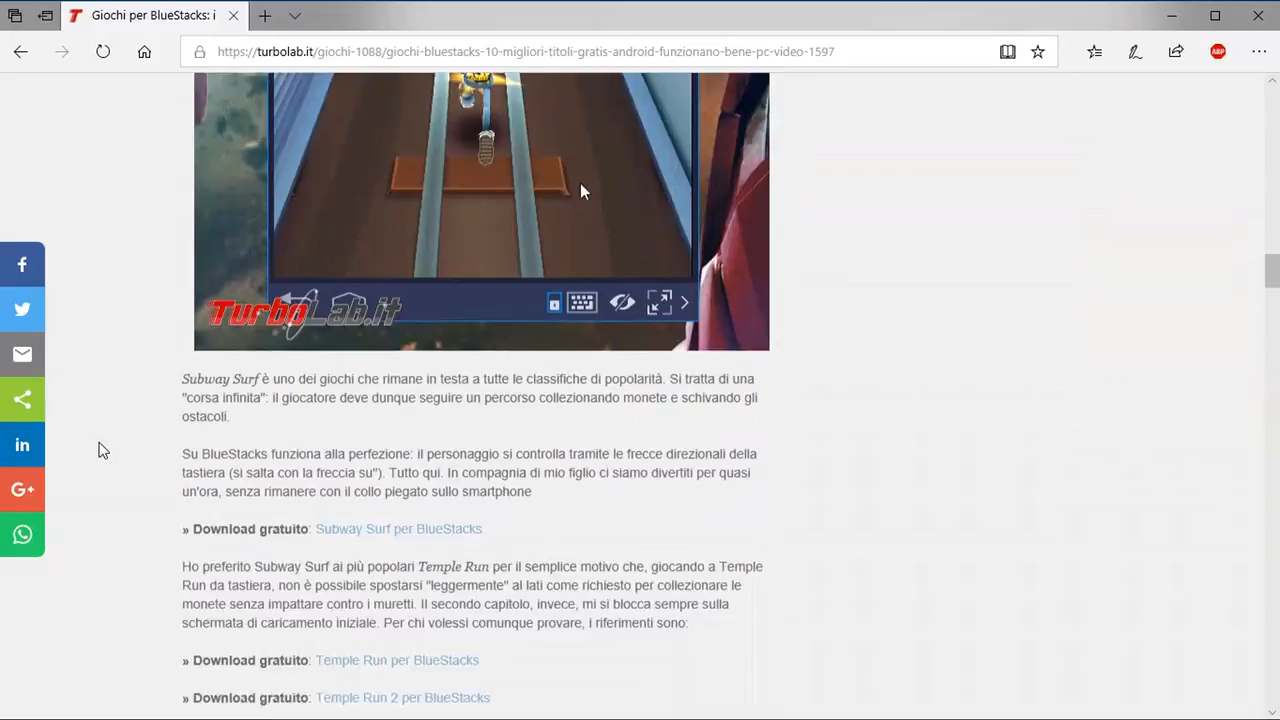 Giochi per BlueStacks: i
https://turbolab.it/giochi-1088/giochi-bluestacks-10-migliori-titoli-gratis-android-funzionano-bene-pc-video-1597
ABP
TurboLab.it
Subway Surf è uno dei giochi che rimane in testa a tutte le classifiche di popolarità. Si tratta di una
"corsa infinita": il giocatore deve dunque seguire un percorso collezionando monete e schivando gli
ostacoli.
Su BlueStacks funziona alla perfezione: il personaggio si controlla tramite le frecce direzionali della
tastiera (si salta con la freccia su"). Tutto qui. In compagnia di mio figlio ci siamo divertiti per quasi
un'ora, senza rimanere con il collo piegato sullo smartphone
» Download gratuito: Subway Surf per BlueStacks
Ho preferito Subway Surf ai più popolari Temple Run per il semplice motivo che, giocando a Temple
Run da tastiera, non è possibile spostarsi "leggermente" al lati come richiesto per collezionare le
monete senza impattare contro i muretti. Il secondo capitolo, invece, mi si blocca sempre sulla
schermata di caricamento iniziale. Per chi volessi comunque provare, i riferimenti sono:
» Download gratuito: Temple Run per BlueStacks
» Download gratuito: Temple Run 2 per BlueStacks